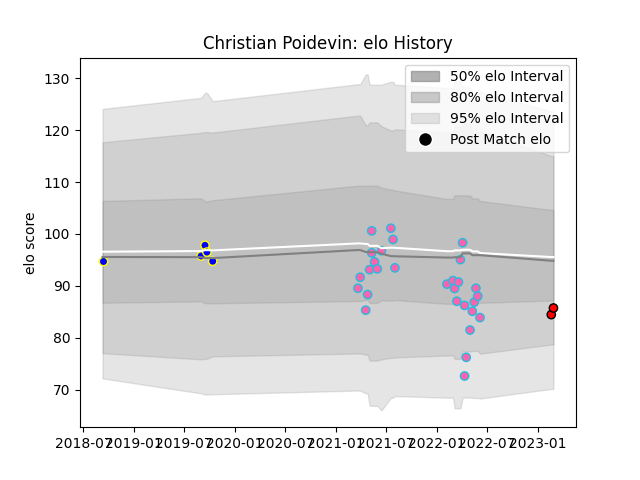 Christian Poidevin: elo History
130
120
110
100
90
80
70
elo score
50% elo Interval
80% elo Interval
95% elo Interval
Post Match elo
2018-07 2019-01 2019-07 2020-01 2020-07 2021-01 2021-07 2022-01 2022-07 2023-01